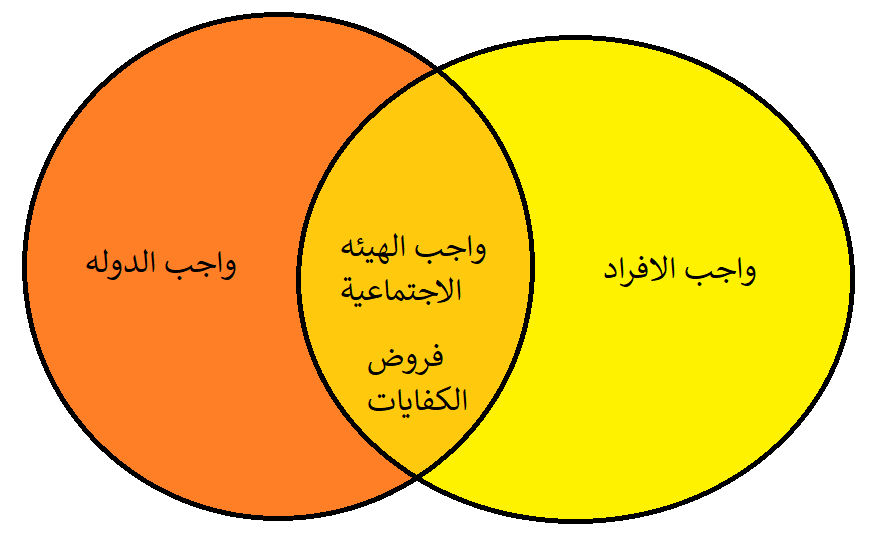 واجب الافراد
واجب الهيئه
الاجتماعية
فروض
الكفايات
واجب الدوله